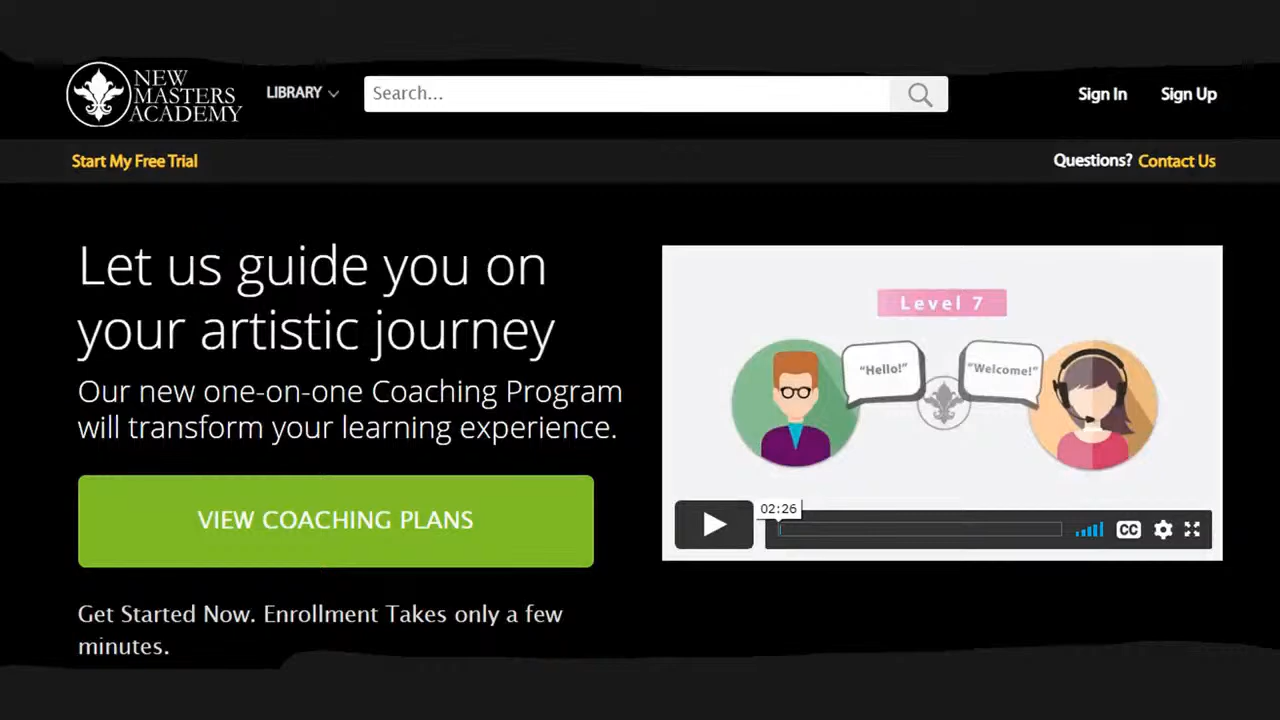 NEW
MASTERS
ACADEMY
LIBRARY
Search...
Sign In
Sign Up
Start My Free Trial
Questions? Contact Us
Let us guide you on
your artistic journey
Our new one-on-one Coaching Program
will transform your learning experience.
VIEW COACHING PLANS
Get Started Now. Enrollment Takes only a few
minutes.
Level 7
“Hello!”
“Welcome!”
02:26
CC